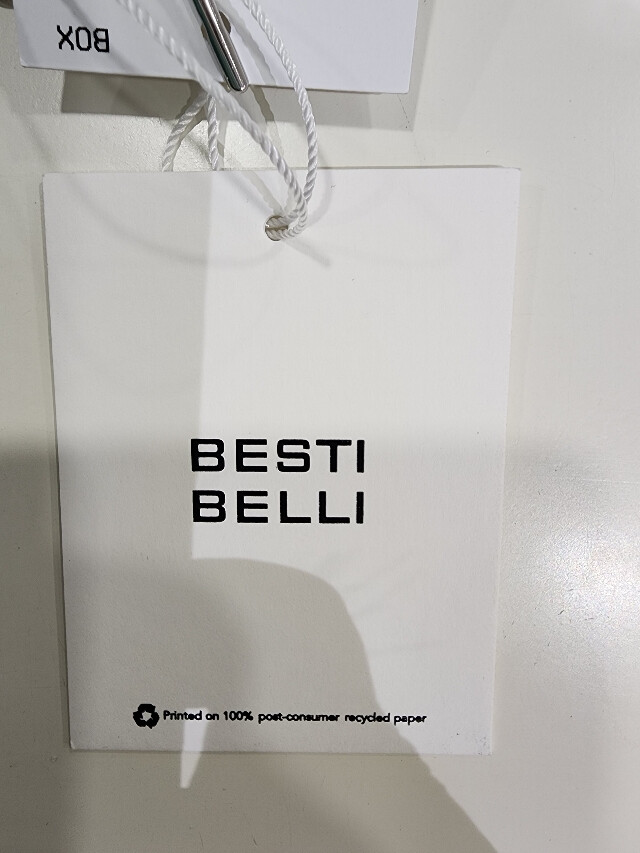 BOX
BESTI
BELLI
Printed on 100% post-consumer recycled paper